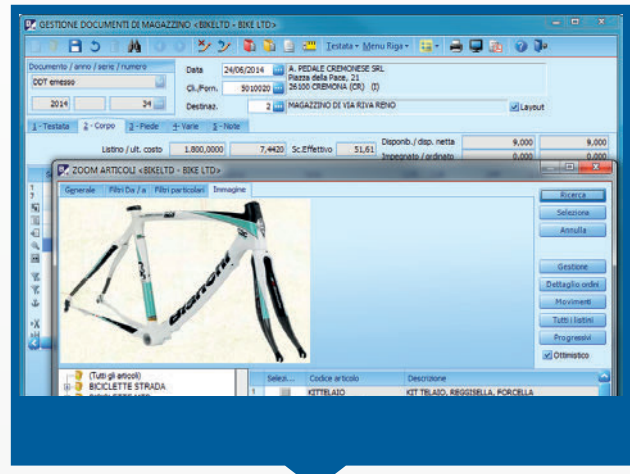 GESTIONE DOCUMENTI DI MAGAZZINO <BIKELTD - BIKE LTD>
Testata - Menu Riga -
Documento / anno / serie / numero
DDT emesso
2014 34
Data 24/06/2014 A. PEDALE CREMONESE SRL
Piazza della Pace, 21
Cli./Forn. 5010020 26100 CREMONA (CR) (I)
Destinaz. 2 MAGAZZINO DI VIA RIVA RENO Layout
1 - Testata 2 - Corpo 3 - Piede 4 - Varie 5 - Note
Listino / ult. costo 1.800,0000 7,4420 Sc.Effettivo 51,61 Disponib./ disp. netta 9,000 9,000
Impegnato / ordinato 0,000 0,000
ZOOM ARTICOLI <BIKELTD - BIKE LTD>
Generale Filtri Da / a Filtri particolari Immagine
Bianchi
Ricerca
Selezione
Annulla
Gestione
Dettaglio ordini
Movimenti
Tutti i listini
Progressivi
Ottimistico
(Tutti gli articoli)
BICICLETTE STRADA
Selezi... Codice articolo Descrizione
1 KITTELAIO KIT TELAIO, REGGISELLA, FORCELLA